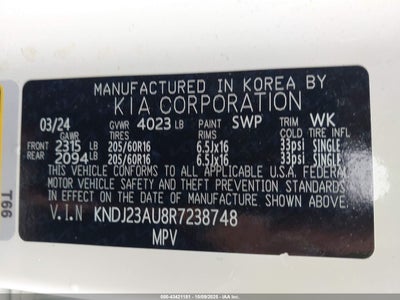 MANUFACTURED IN KOREA BY
KIA CORPORATION
03/24 GVWR 4023 LB PAINT SWP TRIM WK
GAWR TIRES RIMS COLD TIRE INFL
FRONT 2315 LB 205/60R16 6.5Jx16 33psi SINGLE
REAR 2094 LB 205/60R16 6.5Jx16 33psi SINGLE
THIS VEHICLE CONFORMS TO ALL APPLICABLE U.S.A. FEDERAL
MOTOR VEHICLE SAFETY, BUMPER, AND THEFT PREVENTION STANDARDS
IN EFFECT ON THE DATE OF MANUFACTURE SHOWN ABOVE.
V.I.N KNDJ23AU8R7238748
MPV
T66